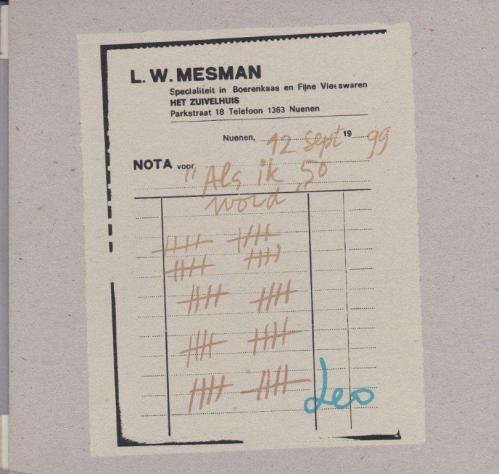 L. W. MESMAN
Specialiteit in Boerenkaas en Fijne Vleeswaren
HET ZUIVELHUIS
Parkstraat 18 Telefoon 1363 Nuenen
Nuenen, 12 sept 19 99
NOTA voor "Als ik 50
word
Leo